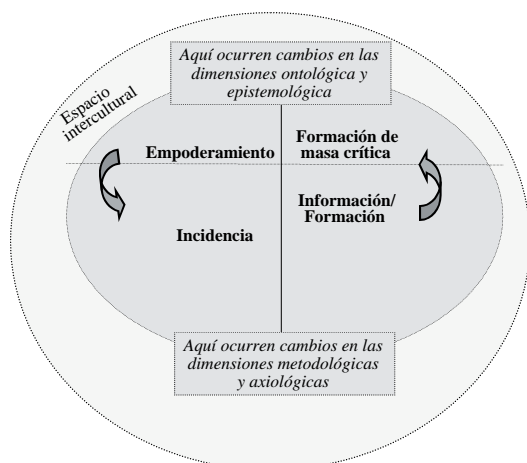 Aquí ocurren cambios en las
dimensiones ontológica y
epistemológica
Espacio
intercultural
Empoderamiento
Formación de
masa crítica
Información/
Formación
Incidencia
Aquí ocurren cambios en las
dimensiones metodológicas
y axiológicas